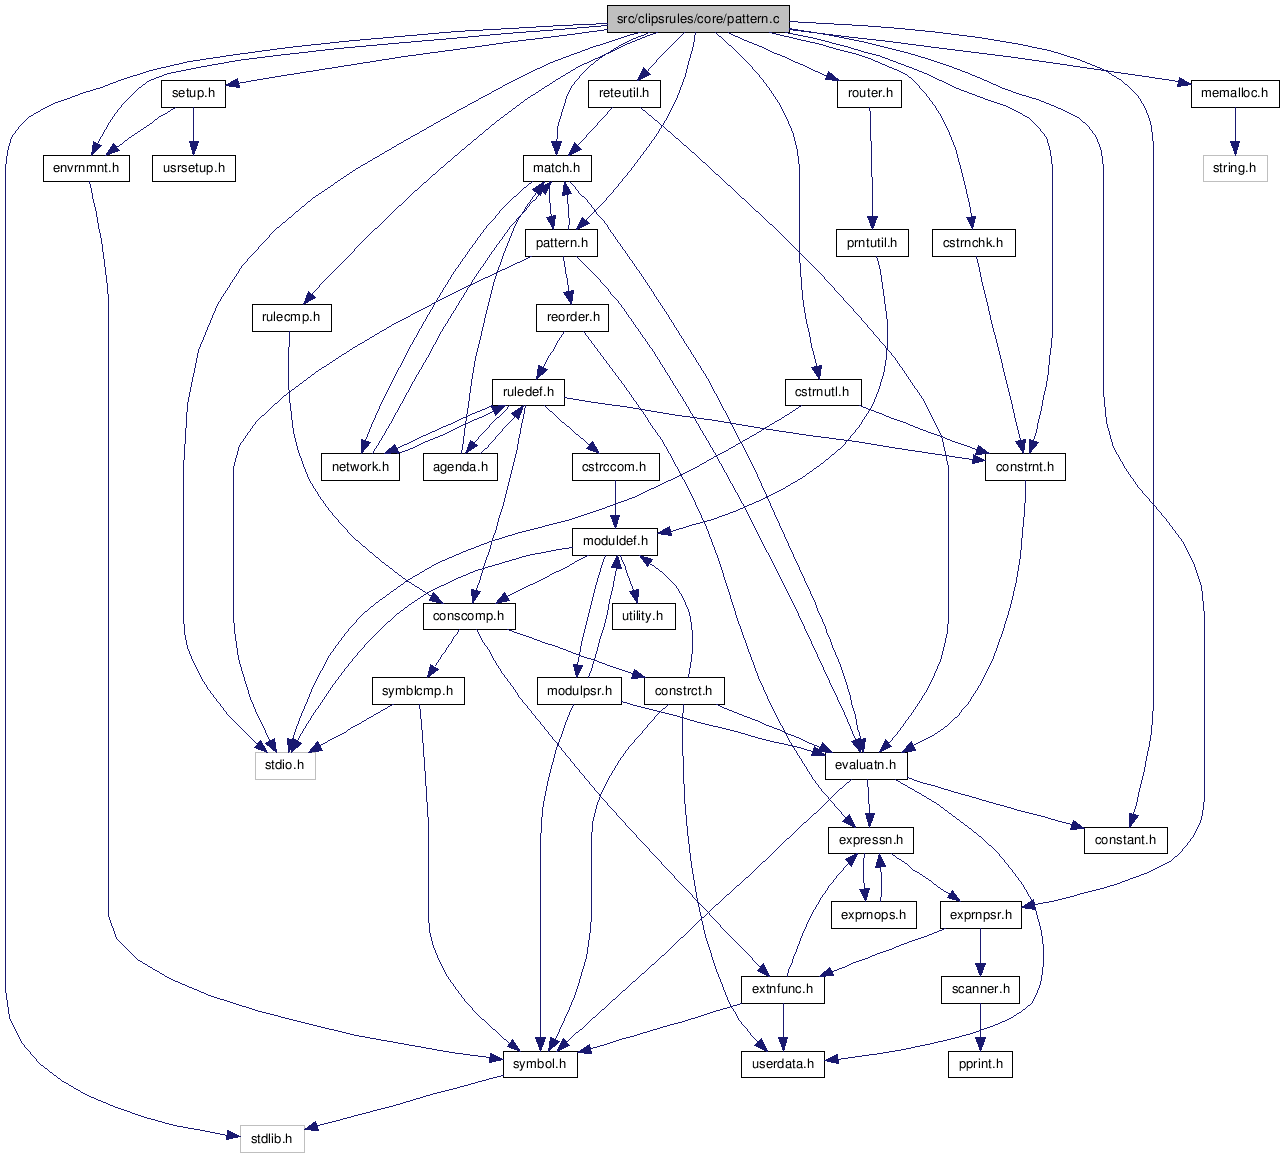 src/clipsrules/core/pattern.c
setup.h
reteutil.h
router.h
memalloc.h
envrnmnt.h
usrsetup.h
match.h
string.h
pattern.h
prntutil.h
cstrnchk.h
rulecmp.h
reorder.h
ruledef.h
cstrnutl.h
network.h
agenda.h
cstrccom.h
constrnt.h
moduldef.h
conscomp.h
utility.h
symblcmp.h
modulpsr.h
constrct.h
stdio.h
evaluatn.h
expressn.h
constant.h
exprnops.h
exprnpsr.h
extnfunc.h
scanner.h
symbol.h
userdata.h
pprint.h
stdlib.h